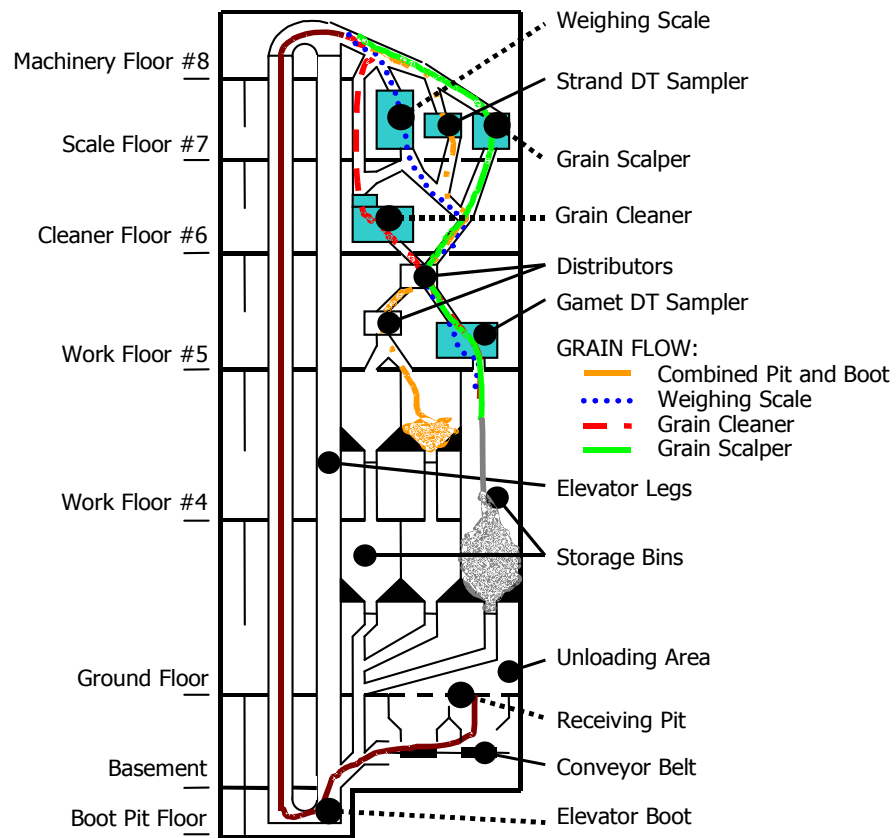 Machinery Floor #8
Scale Floor #7
Cleaner Floor #6
Work Floor #5
Work Floor #4
Ground Floor
Basement
Boot Pit Floor
Weighing Scale
Strand DT Sampler
Grain Scalper
Grain Cleaner
Distributors
Gamet DT Sampler
GRAIN FLOW:
Combined Pit and Boot
Weighing Scale
Grain Cleaner
Grain Scalper
Elevator Legs
Storage Bins
Unloading Area
Receiving Pit
Conveyor Belt
Elevator Boot